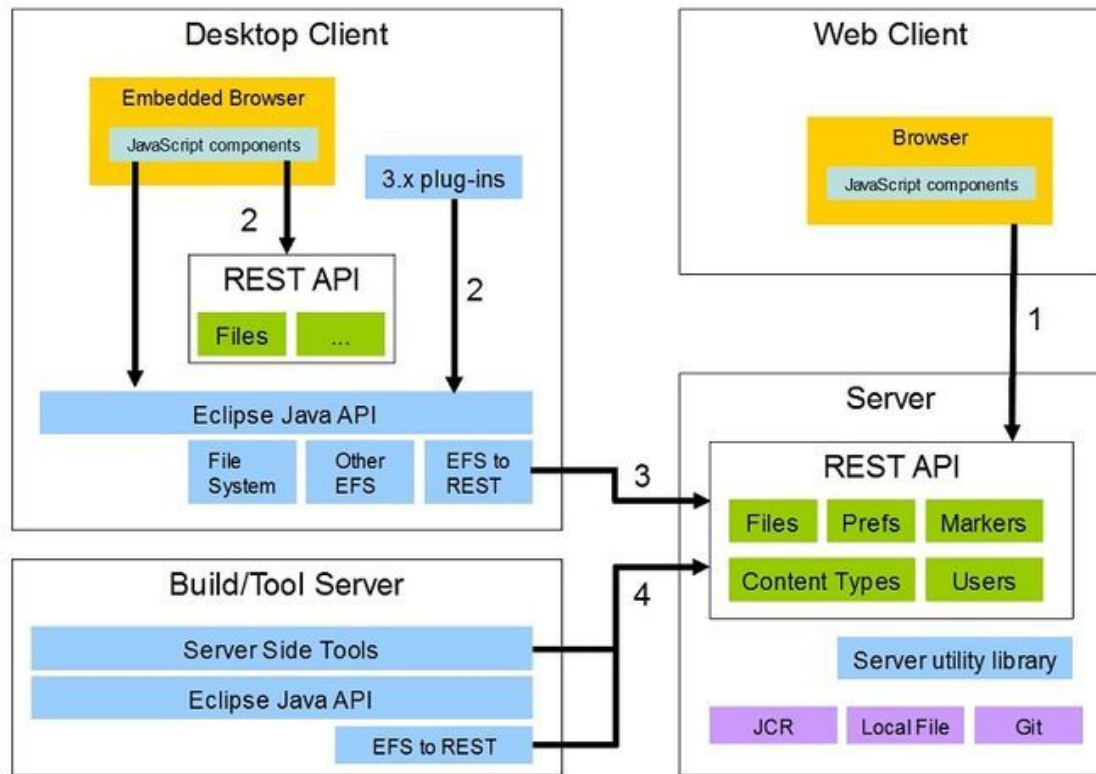 Desktop Client
Embedded Browser
JavaScript components
3.x plug-ins
2
REST API
2
Files
...
Eclipse Java API
File
System
Other
EFS
EFS to
REST
Web Client
Browser
JavaScript components
1
Server
REST API
3
Files
Prefs
Markers
Content Types
Users
4
Server utility library
JCR
Local File
Git
Build/Tool Server
Server Side Tools
Eclipse Java API
EFS to REST